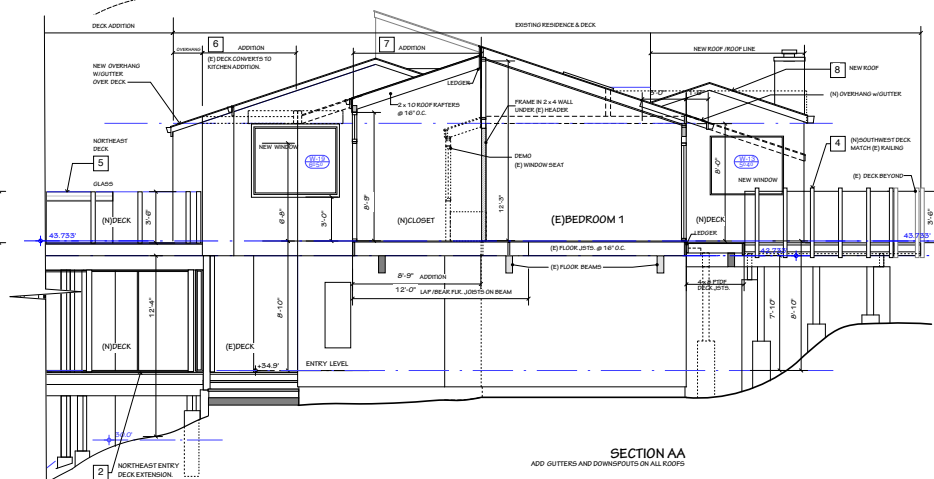 DECK ADDITION
EXISTING RESIDENCE & DECK
6
OVERHANG
ADDITION
(E) DECK CONVERTS TO
KITCHEN ADDITION.
7
ADDITION
NEW ROOF /ROOF LINE
NEW OVERHANG
W/GUTTER
OVER DECK
LEDGER
8
NEW ROOF
2 x 10 ROOF RAFTERS
@ 16" O.C.
FRAME IN 2 x 4 WALL
UNDER (E) HEADER
(N) OVERHANG w/GUTTER
NORTHEAST
DECK
5
GLASS
NEW WINDOW
DEMO
(E) WINDOW SEAT
8'-0"
NEW WINDOW
4
(N)SOUTHWEST DECK
MATCH (E) RAILING
(E) DECK BEYOND
(N)DECK
3'-6"
6'-8"
3'-0"
8'-9"
(N)CLOSET
12'-3"
(E)BEDROOM 1
(N)DECK
3'-6"
LEDGER
43.733'
43.733'
(E) FLOOR JSTS. @ 16" O.C.
(E) FLOOR BEAMS
8'-9" ADDITION
12'-0" LAP/BEAR FLR. JOISTS ON BEAM
DECK JSTS.
12'-4"
8'-10"
7'-10"
8'-10"
(N)DECK
(E)DECK
+34.9'
ENTRY LEVEL
30.0'
2
NORTHEAST ENTRY
DECK EXTENSION.
SECTION AA
ADD GUTTERS AND DOWNSPOUTS ON ALL ROOFS